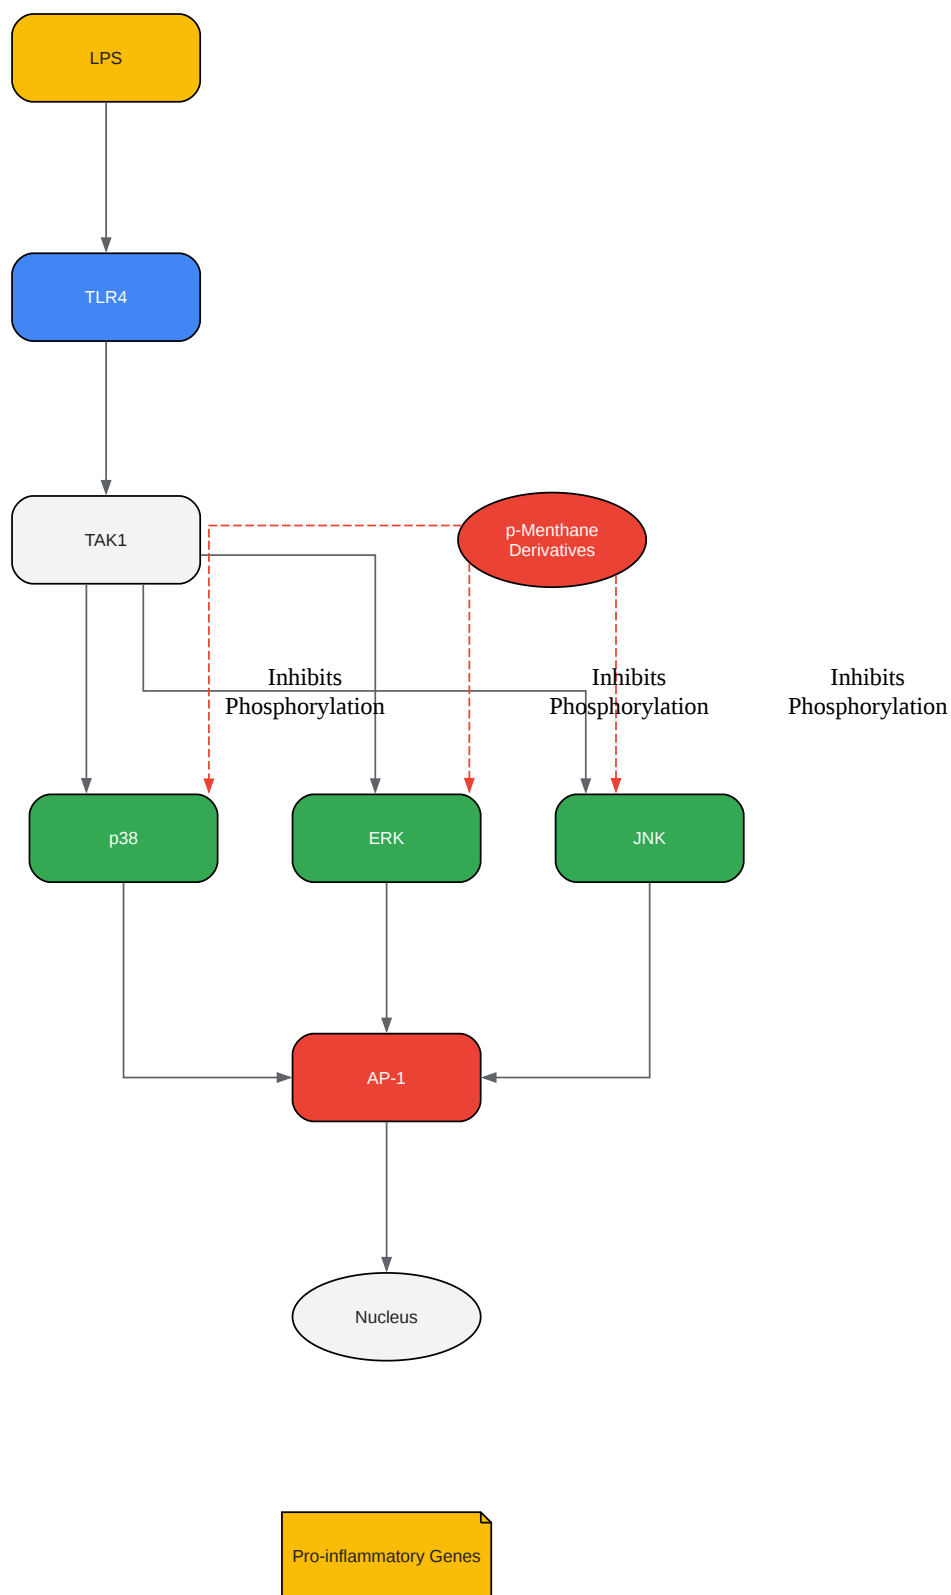 LPS
TLR4
TAK1
p-Menthane
Derivatives
Inhibits
Phosphorylation
Inhibits
Phosphorylation
Inhibits
Phosphorylation
p38
ERK
JNK
AP-1
Nucleus
Pro-inflammatory Genes